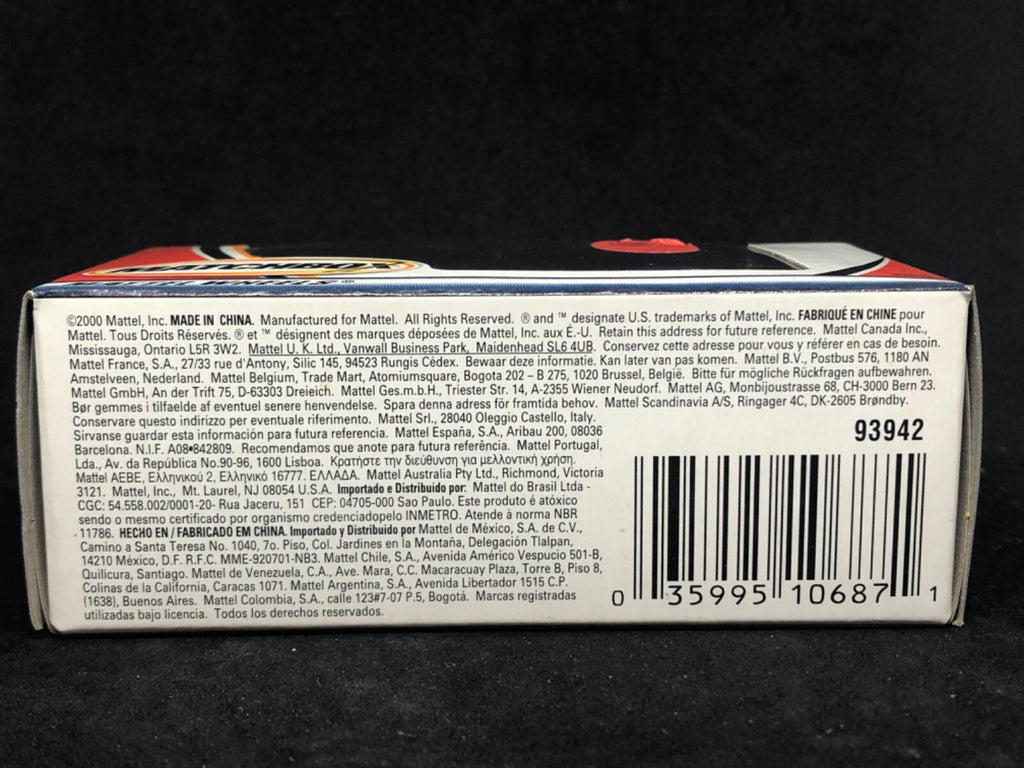 MATCHBOX
©2000 Mattel, Inc. MADE IN CHINA. Manufactured for Mattel. All Rights Reserved. ® and ™ designate U.S. trademarks of Mattel, Inc. FABRIQUÉ EN CHINE pour
Mattel. Tous Droits Réservés. ® et ™ désignent des marques déposées de Mattel, Inc. aux É.-U. Retain this address for future reference. Mattel Canada Inc.,
Mississauga, Ontario L5R 3W2. Mattel U. K. Ltd., Vanwall Business Park, Maidenhead SL6 4UB. Conservez cette adresse pour vous y référer en cas de besoin.
Mattel France, S.A., 27/33 rue d'Antony, Silic 145, 94523 Rungis Cédex. Bewaar deze informatie. Kan later van pas komen. Mattel B.V., Postbus 576, 1180 AN
Amstelveen, Nederland. Mattel Belgium, Trade Mart, Atomiumsquare, Bogota 202 – B 275, 1020 Brussel, België. Bitte für mögliche Rückfragen aufbewahren.
Mattel GmbH, An der Trift 75, D-63303 Dreieich. Mattel Ges.m.b.H., Triester Str. 14, A-2355 Wiener Neudorf. Mattel AG, Monbijoustrasse 68, CH-3000 Bern 23.
Bør gemmes i tilfaelde af eventuel senere henvendelse. Spara denna adress för framtida behov. Mattel Scandinavia A/S, Ringager 4C, DK-2605 Brøndby.
Conservare questo indirizzo per eventuale riferimento. Mattel Srl., 28040 Oleggio Castello, Italy.
Sirvanse guardar esta información para futura referencia. Mattel España, S.A., Aribau 200, 08036
Barcelona. N.I.F. A08•842809. Recomendamos que anote para futura referência. Mattel Portugal,
Lda., Av. da República No.90-96, 1600 Lisboa. Κρατήστε την διεύθυνση για μελλοντική χρήση.
Mattel AEBE, Ελληνικού 2, Ελληνικό 16777. ΕΛΛΑΔΑ. Mattel Australia Pty Ltd., Richmond, Victoria
3121. Mattel, Inc., Mt. Laurel, NJ 08054 U.S.A. Importado e Distribuido por: Mattel do Brasil Ltda -
CGC: 54.558.002/0001-20- Rua Jaceru, 151 CEP: 04705-000 Sao Paulo. Este produto é atóxico
sendo o mesmo certificado por organismo credenciadopelo INMETRO. Atende à norma NBR
11786. HECHO EN / FABRICADO EM CHINA. Importado y Distribuido por Mattel de México, S.A. de C.V.,
Camino a Santa Teresa No. 1040, 7o. Piso, Col. Jardines en la Montaña, Delegación Tlalpan,
14210 México, D.F. R.F.C. MME-920701-NB3. Mattel Chile, S.A., Avenida Américo Vespucio 501-B,
Quilicura, Santiago. Mattel de Venezuela, C.A., Ave. Mara, C.C. Macaracuay Plaza, Torre B, Piso 8,
Colinas de la California, Caracas 1071. Mattel Argentina, S.A., Avenida Libertador 1515 C.P.
(1638), Buenos Aires. Mattel Colombia, S.A., calle 123#7-07 P.5, Bogotá. Marcas registradas
utilizadas bajo licencia. Todos los derechos reservados.
93942
0 35995 10687 1